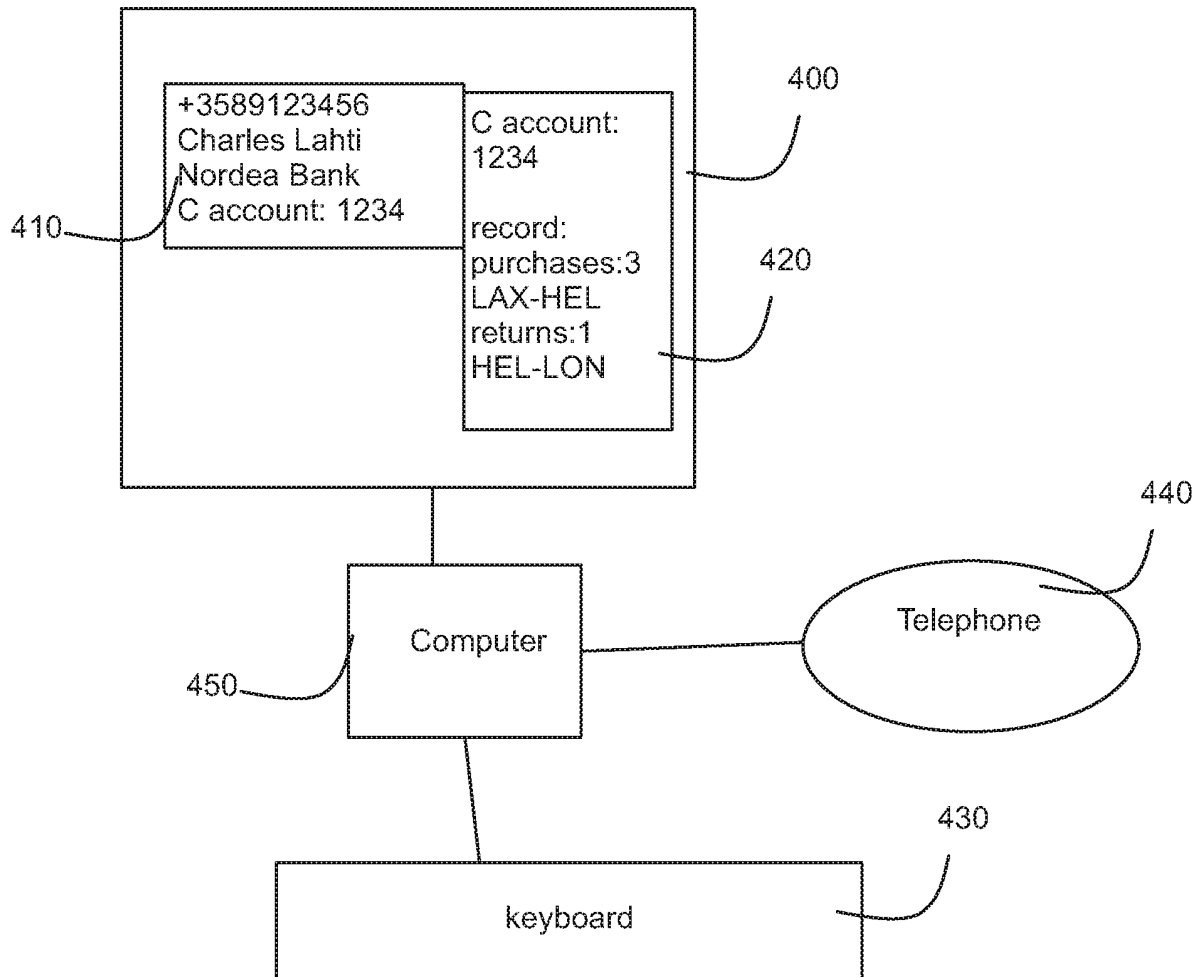 400
+3589123456
Charles Lahti
Nordea Bank
C account: 1234
410
C account:
1234
record:
purchases:3
LAX-HEL
returns:1
HEL-LON
420
440
Telephone
Computer
450
430
keyboard